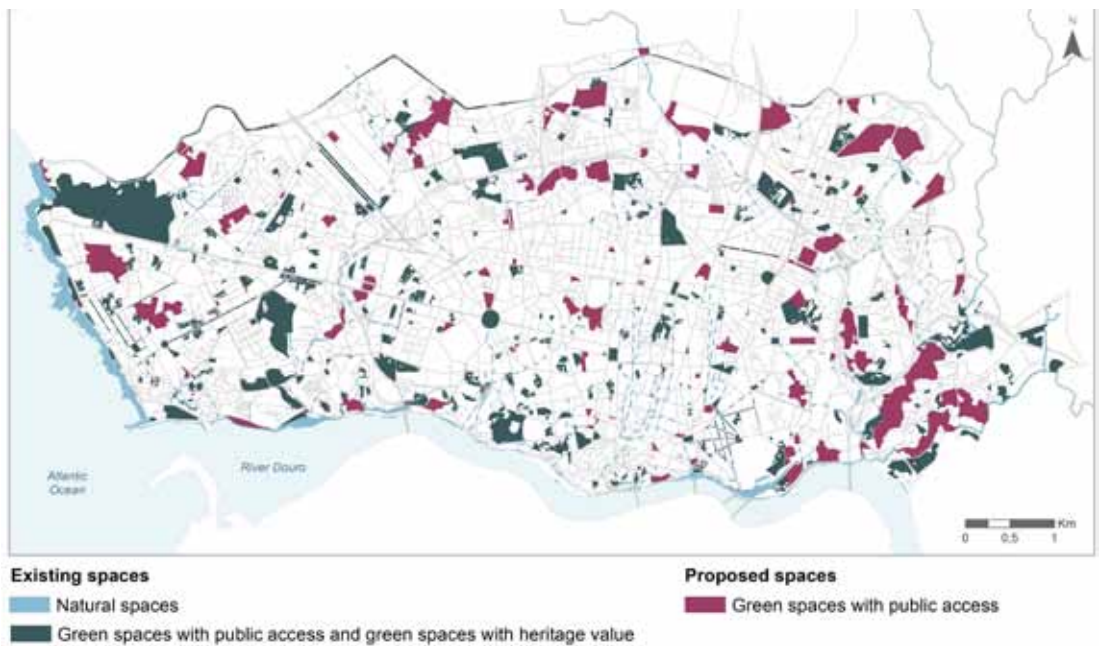 N
Atlantic
Ocean
River Douro
Km
0 0,5 1
Existing spaces
Natural spaces
Green spaces with public access and green spaces with heritage value
Proposed spaces
Green spaces with public access